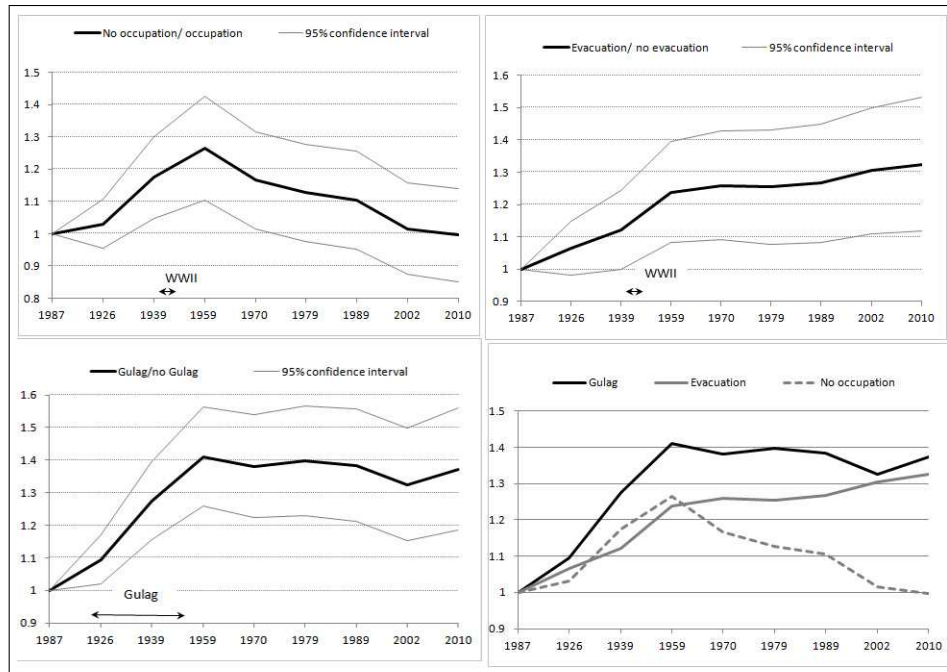 No occupation/ occupation 95% confidence interval
1.5
1.4
1.3
1.2
1.1
1
0.9
0.8
WWII
1987 1926 1939 1959 1970 1979 1989 2002 2010
Evacuation/ no evacuation 95% confidence interval
1.6
1.5
1.4
1.3
1.2
1.1
1
0.9
WWII
1987 1926 1939 1959 1970 1979 1989 2002 2010
Gulag/no Gulag 95% confidence interval
1.6
1.5
1.4
1.3
1.2
1.1
1
0.9
Gulag
1987 1926 1939 1959 1970 1979 1989 2002 2010
Gulag Evacuation No occupation
1.5
1.4
1.3
1.2
1.1
1
0.9
1987 1926 1939 1959 1970 1979 1989 2002 2010